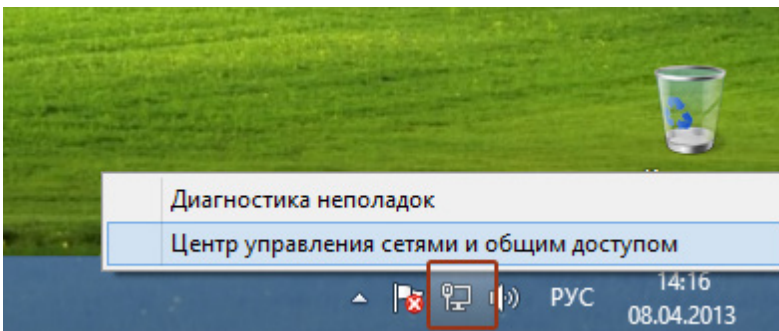 Диагностика неполадок
Центр управления сетями и общим доступом
РУС
14:16
08.04.2013